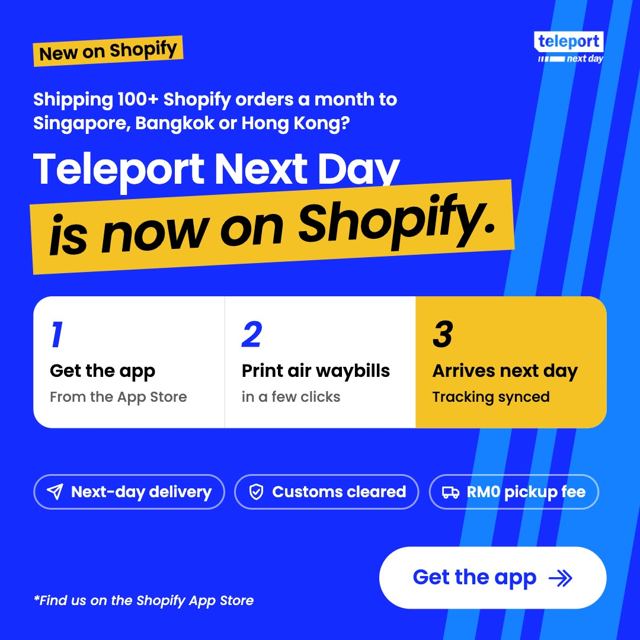 New on Shopify
teleport
next day
Shipping 100+ Shopify orders a month to
Singapore, Bangkok or Hong Kong?
Teleport Next Day
is now on Shopify.
1
Get the app
From the App Store
2
Print air waybills
in a few clicks
3
Arrives next day
Tracking synced
Next-day delivery
Customs cleared
RM0 pickup fee
Get the app
*Find us on the Shopify App Store